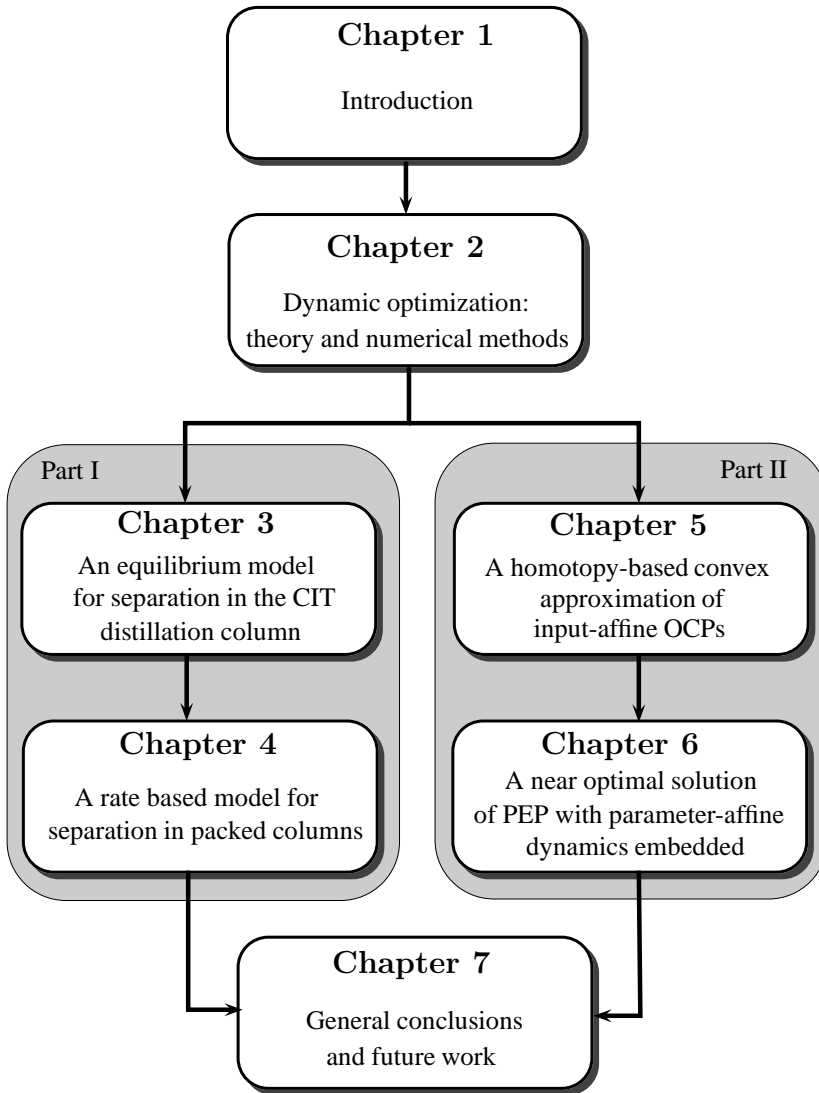 Chapter 1
Introduction
Chapter 2
Dynamic optimization:
theory and numerical methods
Part I
Chapter 3
An equilibrium model
for separation in the CIT
distillation column
Chapter 4
A rate based model for
separation in packed columns
Part II
Chapter 5
A homotopy-based convex
approximation of
input-affine OCPs
Chapter 6
A near optimal solution
of PEP with parameter-affine
dynamics embedded
Chapter 7
General conclusions
and future work